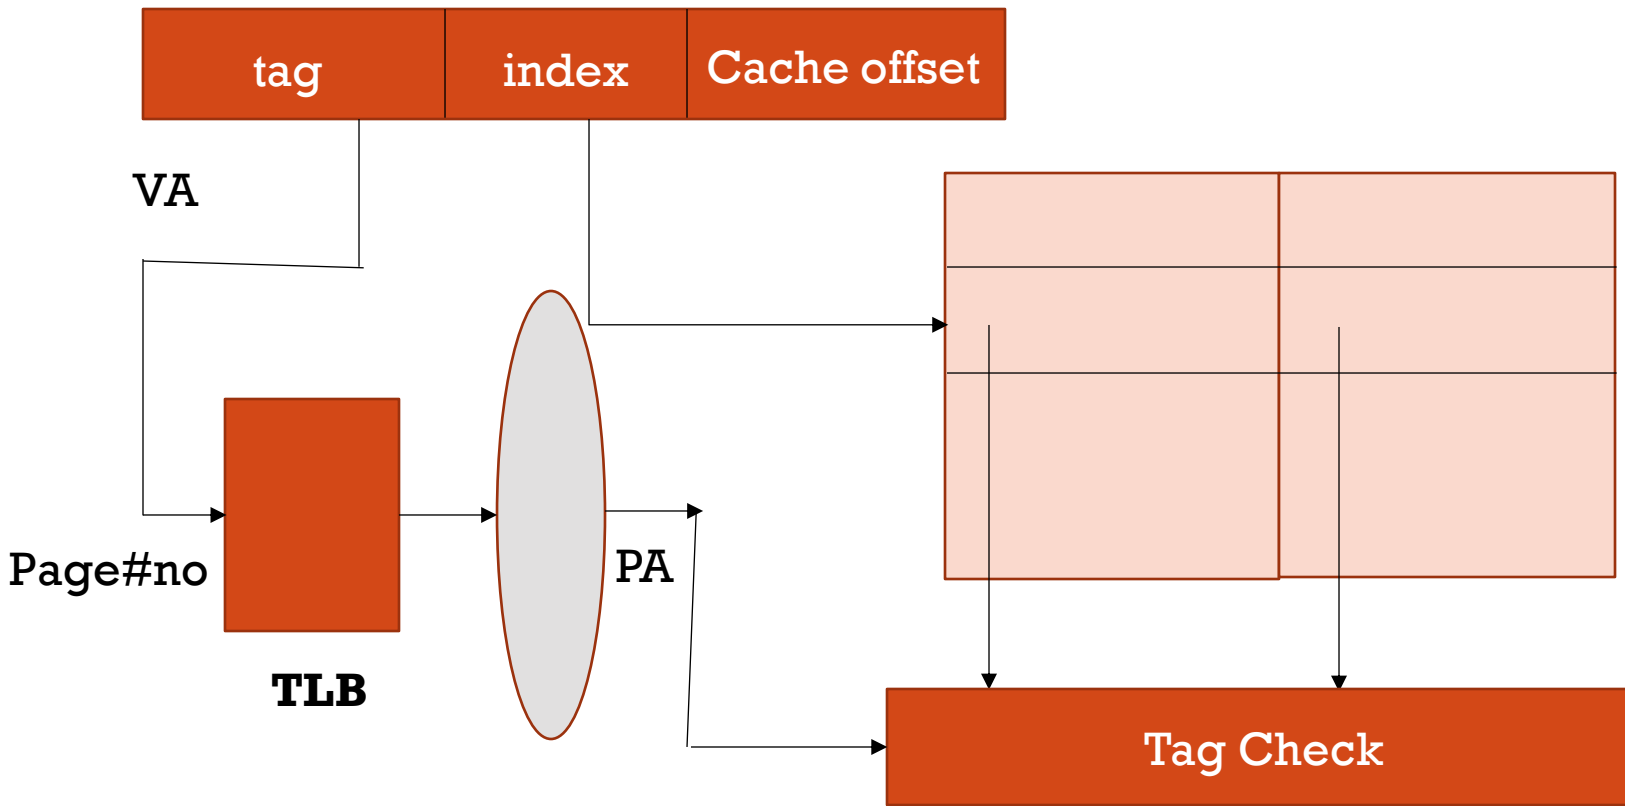 tag
index
Cache offset
VA
Page#no
PA
TLB
Tag Check